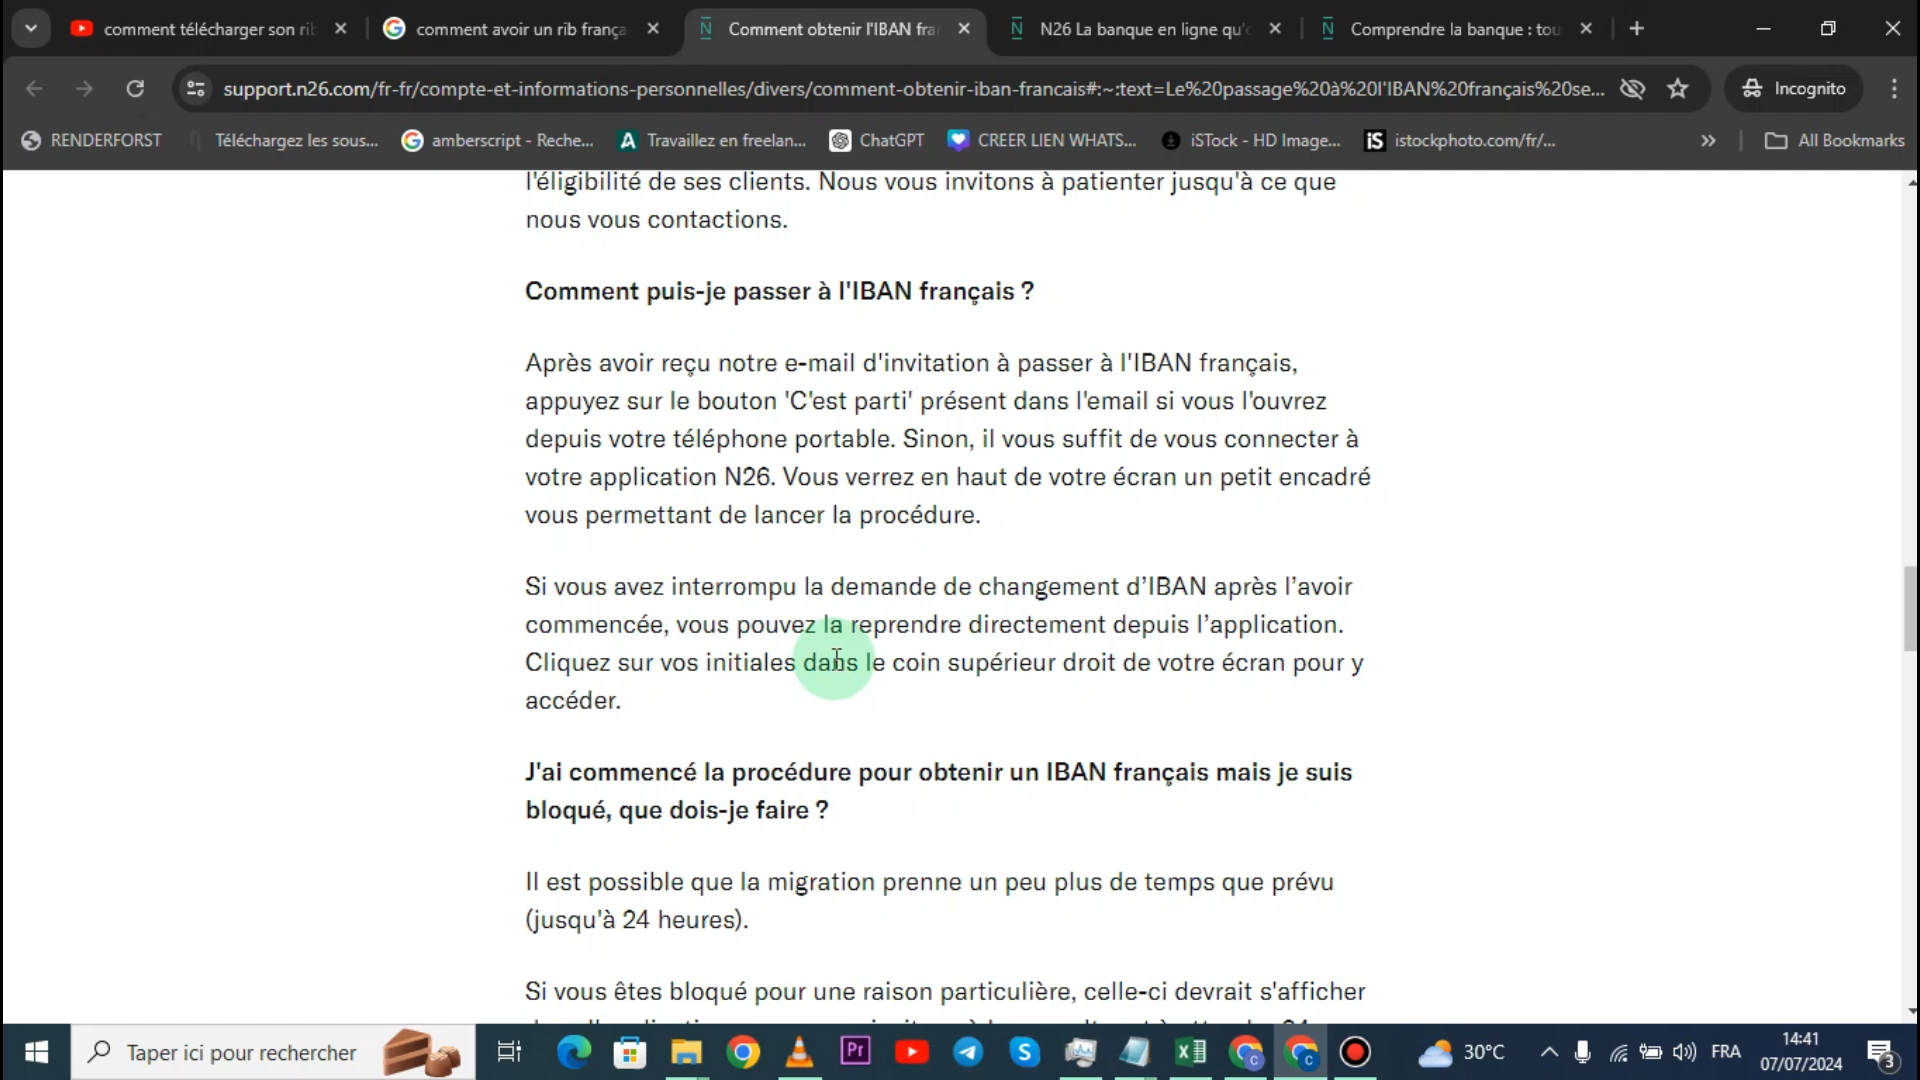 comment télécharger son rib
comment avoir un rib frança
Comment obtenir l'IBAN fra
N26 La banque en ligne qu'
Comprendre la banque : tou
support.n26.com/fr-fr/compte-et-informations-personnelles/divers/comment-obtenir-iban-francais#:~:text=Le%20passage%20à%20l'IBAN%20français%20se...
Incognito
RENDERFORST
Téléchargez les sous...
amberscript - Reche...
Travaillez en freelan...
ChatGPT
CREER LIEN WHATS...
iSTock - HD Image...
istockphoto.com/fr/...
All Bookmarks
l'éligibilité de ses clients. Nous vous invitons à patienter jusqu'à ce que
nous vous contactions.
Comment puis-je passer à l'IBAN français ?
Après avoir reçu notre e-mail d'invitation à passer à l'IBAN français,
appuyez sur le bouton 'C'est parti' présent dans l'email si vous l'ouvrez
depuis votre téléphone portable. Sinon, il vous suffit de vous connecter à
votre application N26. Vous verrez en haut de votre écran un petit encadré
vous permettant de lancer la procédure.
Si vous avez interrompu la demande de changement d’IBAN après l’avoir
commencée, vous pouvez la reprendre directement depuis l’application.
Cliquez sur vos initiales dans le coin supérieur droit de votre écran pour y
accéder.
J'ai commencé la procédure pour obtenir un IBAN français mais je suis
bloqué, que dois-je faire ?
Il est possible que la migration prenne un peu plus de temps que prévu
(jusqu'à 24 heures).
Si vous êtes bloqué pour une raison particulière, celle-ci devrait s'afficher
Taper ici pour rechercher
Pr
30°C
FRA
14:41
07/07/2024
3